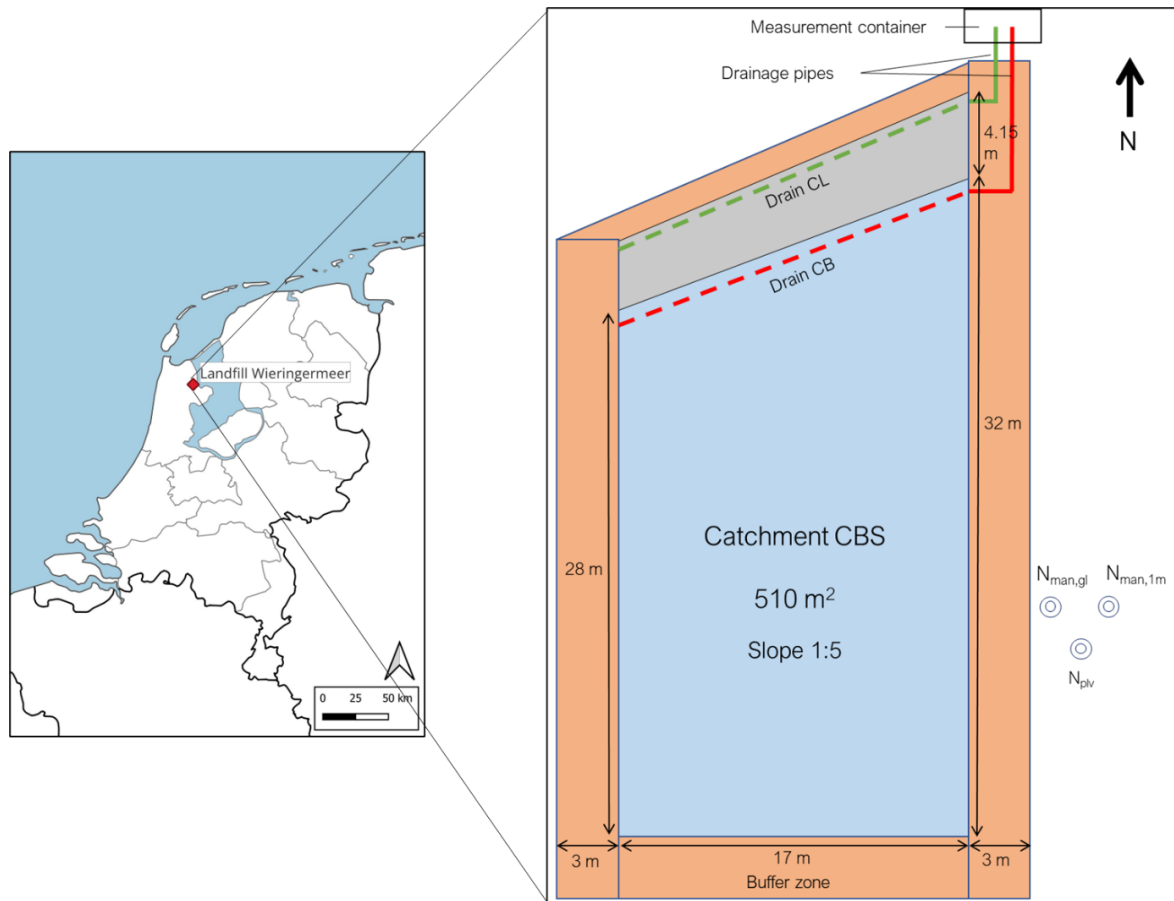 Measurement container
Drainage pipes
N
4.15
m
Drain CL
Drain CB
Landfill Wieringermeer
32 m
Catchment CBS
28 m
510 m²
Slope 1:5
Nman,gl
Nman,1m
Nplv
0 25 50 km
3 m
17 m
3 m
Buffer zone